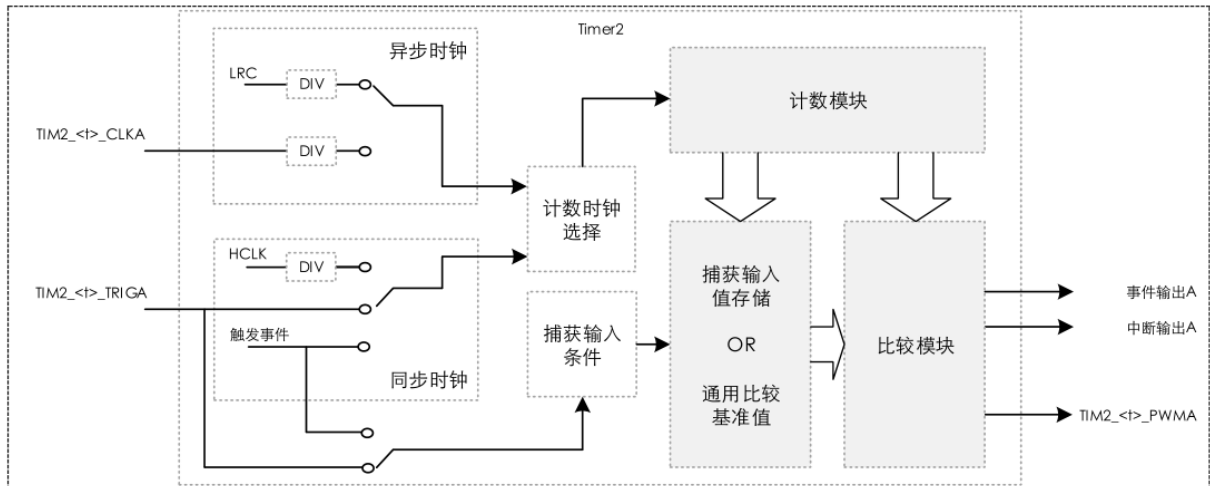 Timer2
异步时钟
LRC
DIV
TIM2_<t>_CLKA
DIV
计数模块
计数时钟
选择
HCLK
DIV
TIM2_<t>_TRIGA
触发事件
同步时钟
捕获输入
条件
捕获输入
值存储
OR
通用比较
基准值
比较模块
事件输出A
中断输出A
TIM2_<t>_PWMA